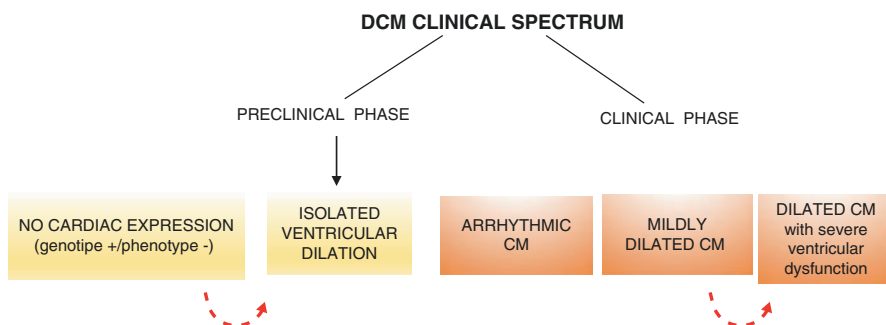 DCM CLINICAL SPECTRUM
PRECLINICAL PHASE
CLINICAL PHASE
NO CARDIAC EXPRESSION
(genotipe +/phenotype -)
ISOLATED
VENTRICULAR
DILATION
ARRHYTHMIC
CM
MILDLY
DILATED CM
DILATED CM
with severe
ventricular
dysfunction